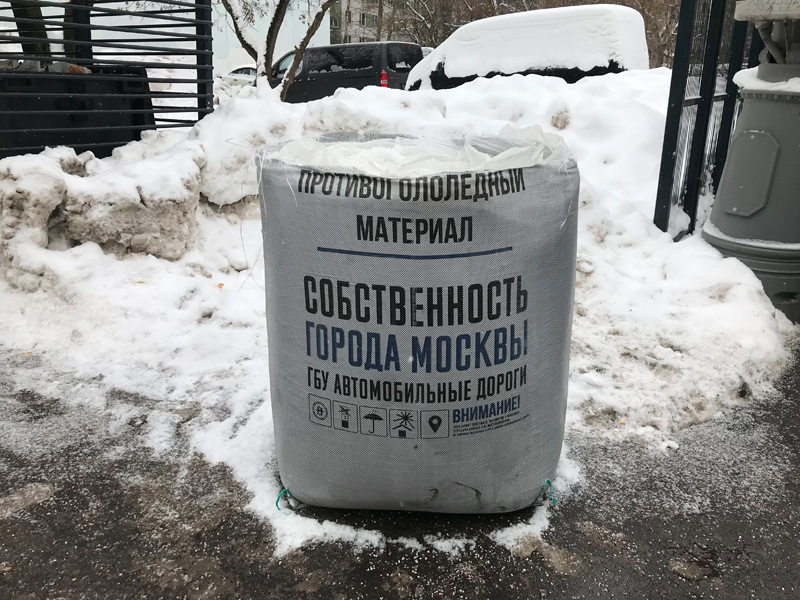 ПРОТИВОГОЛОЛЕДНЫЙ
МАТЕРИАЛ
СОБСТВЕННОСТЬ
ГОРОДА МОСКВЫ
ГБУ АВТОМОБИЛЬНЫЕ ДОРОГИ
ВНИМАНИЕ!